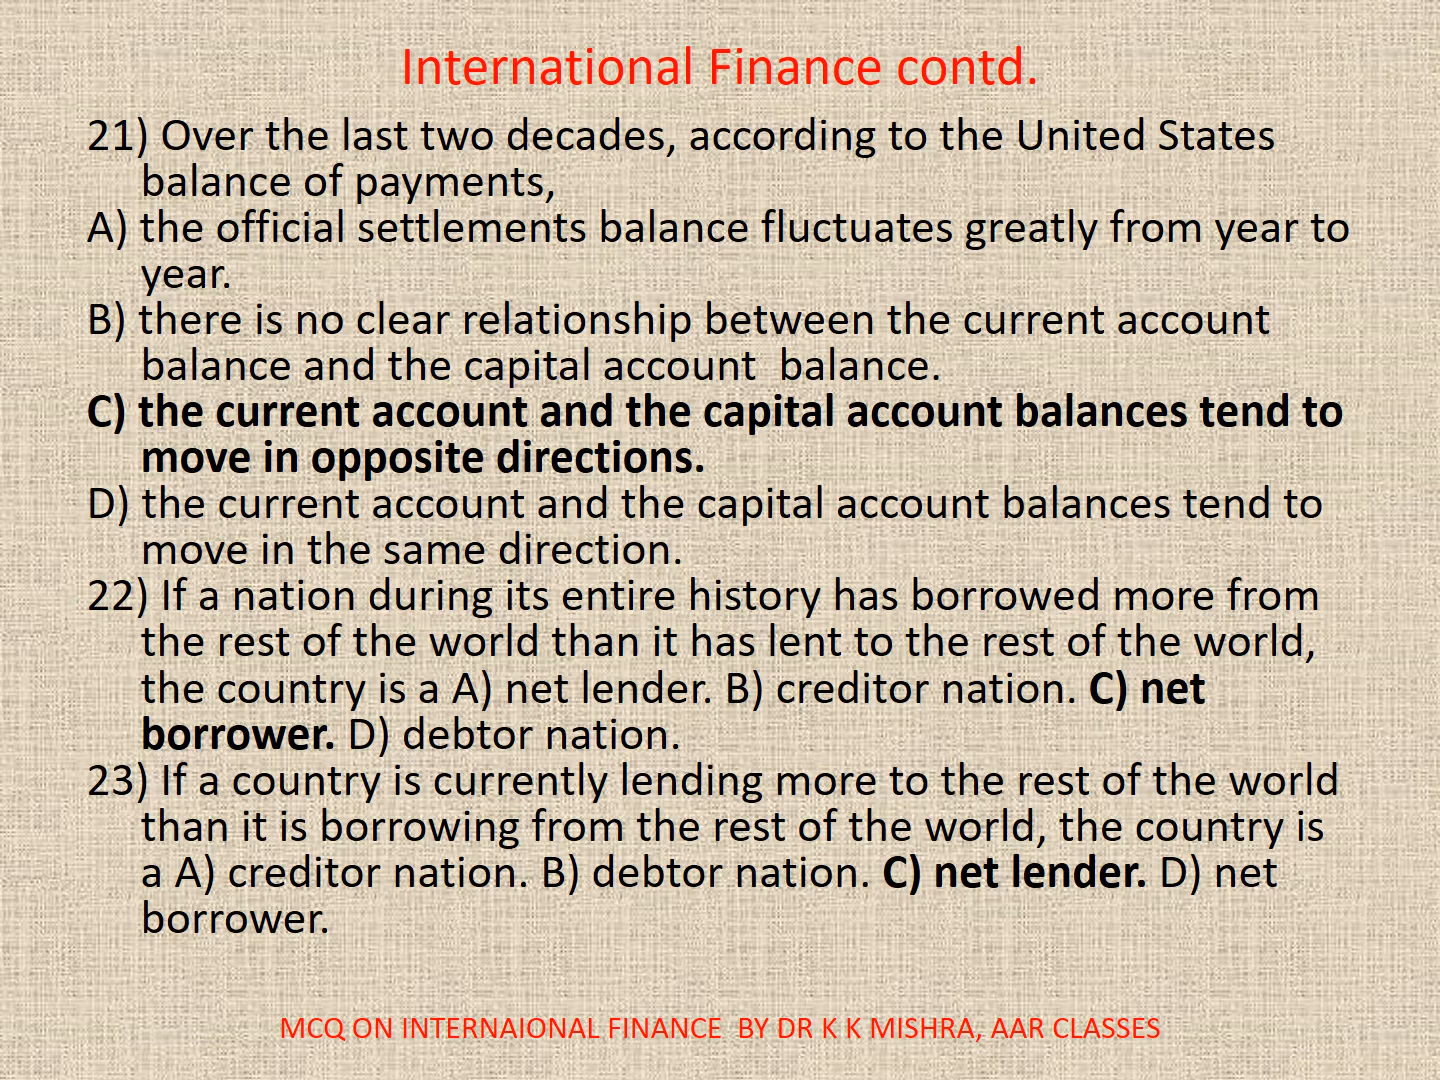 International Finance contd.
21) Over the last two decades, according to the United States
balance of payments,
A) the official settlements balance fluctuates greatly from year to
year.
B) there is no clear relationship between the current account
balance and the capital account  balance.
C) the current account and the capital account balances tend to
move in opposite directions.
D) the current account and the capital account balances tend to
move in the same direction.
22) If a nation during its entire history has borrowed more from
the rest of the world than it has lent to the rest of the world,
the country is a A) net lender. B) creditor nation. C) net
borrower. D) debtor nation.
23) If a country is currently lending more to the rest of the world
than it is borrowing from the rest of the world, the country is
a A) creditor nation. B) debtor nation. C) net lender. D) net
borrower.
MCQ ON INTERNAIONAL FINANCE  BY DR K K MISHRA, AAR CLASSES